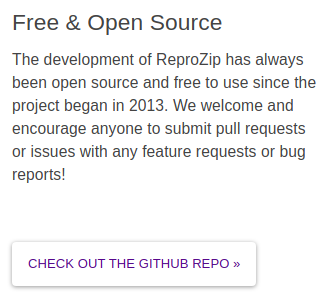 Free & Open Source
The development of ReproZip has always
been open source and free to use since the
project began in 2013. We welcome and
encourage anyone to submit pull requests
or issues with any feature requests or bug
reports!
CHECK OUT THE GITHUB REPO »